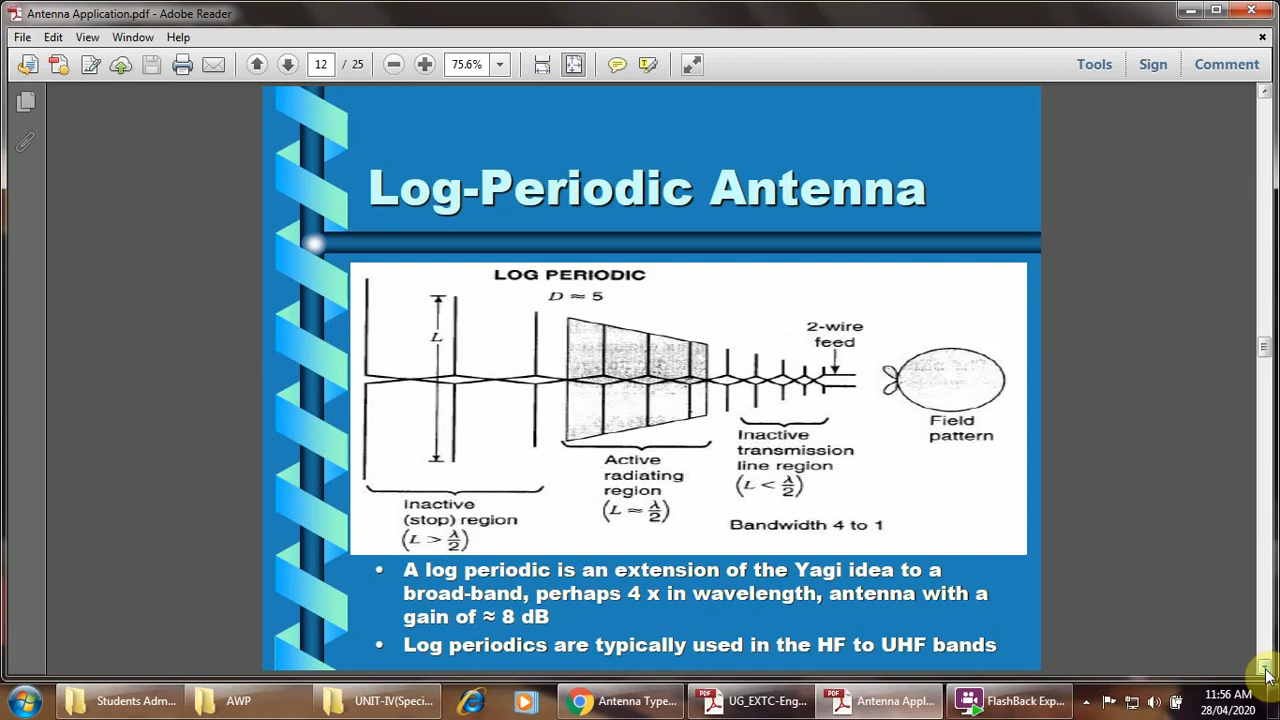 Antenna Application.pdf - Adobe Reader
File Edit View Window Help
12 / 25 75.6% Tools Sign Comment
Log-Periodic Antenna
LOG PERIODIC
D ≈ 5
L
2-wire
feed
Field
pattern
Inactive
transmission
line region
(L < λ/2)
Active
radiating
region
(L ≈ λ/2)
Inactive
(stop) region
(L > λ/2)
Bandwidth 4 to 1
• A log periodic is an extension of the Yagi idea to a
broad-band, perhaps 4 x in wavelength, antenna with a
gain of ≈ 8 dB
• Log periodics are typically used in the HF to UHF bands
Students Adm... AWP UNIT-IV(Speci... Antenna Type... UG_EXTC-Eng... Antenna Appl... FlashBack Exp...
11:56 AM
28/04/2020